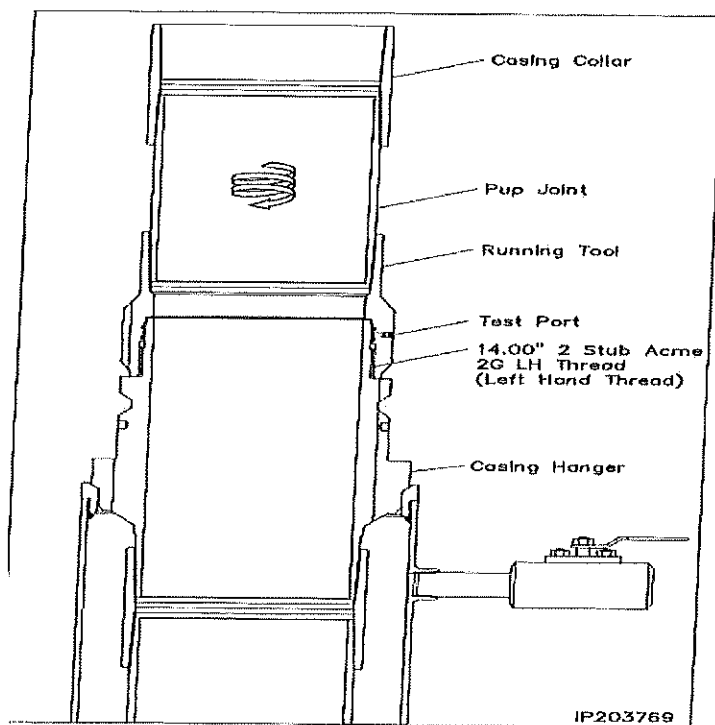 Casing Collar
Pup Joint
Running Tool
Test Port
14.00" 2 Stub Acme
2G LH Thread
(Left Hand Thread)
Casing Hanger
IP203769